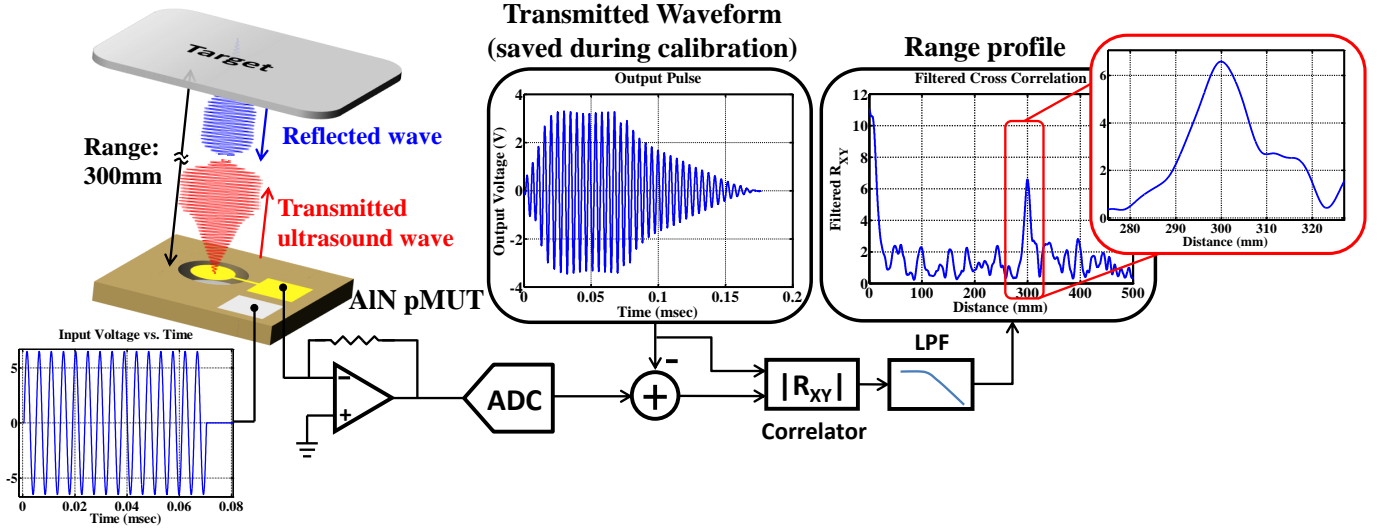 Transmitted Waveform
(saved during calibration)
Range profile
Target
Reflected wave
Range:
300mm
Transmitted
ultrasound wave
AlN pMUT
Output Pulse
Output Voltage (V)
4
2
0
-2
-4
0
0.05
0.1
0.15
0.2
Time (msec)
Filtered Cross Correlation
Filtered R_XY
12
10
8
6
4
2
0
0
100
200
300
400
500
Distance (mm)
6
4
2
0
280
290
300
310
320
Distance (mm)
Input Voltage vs. Time
5
0
-5
0
0.02
0.04
0.06
0.08
Time (msec)
−
+
ADC
-
+
|R_XY|
Correlator
LPF